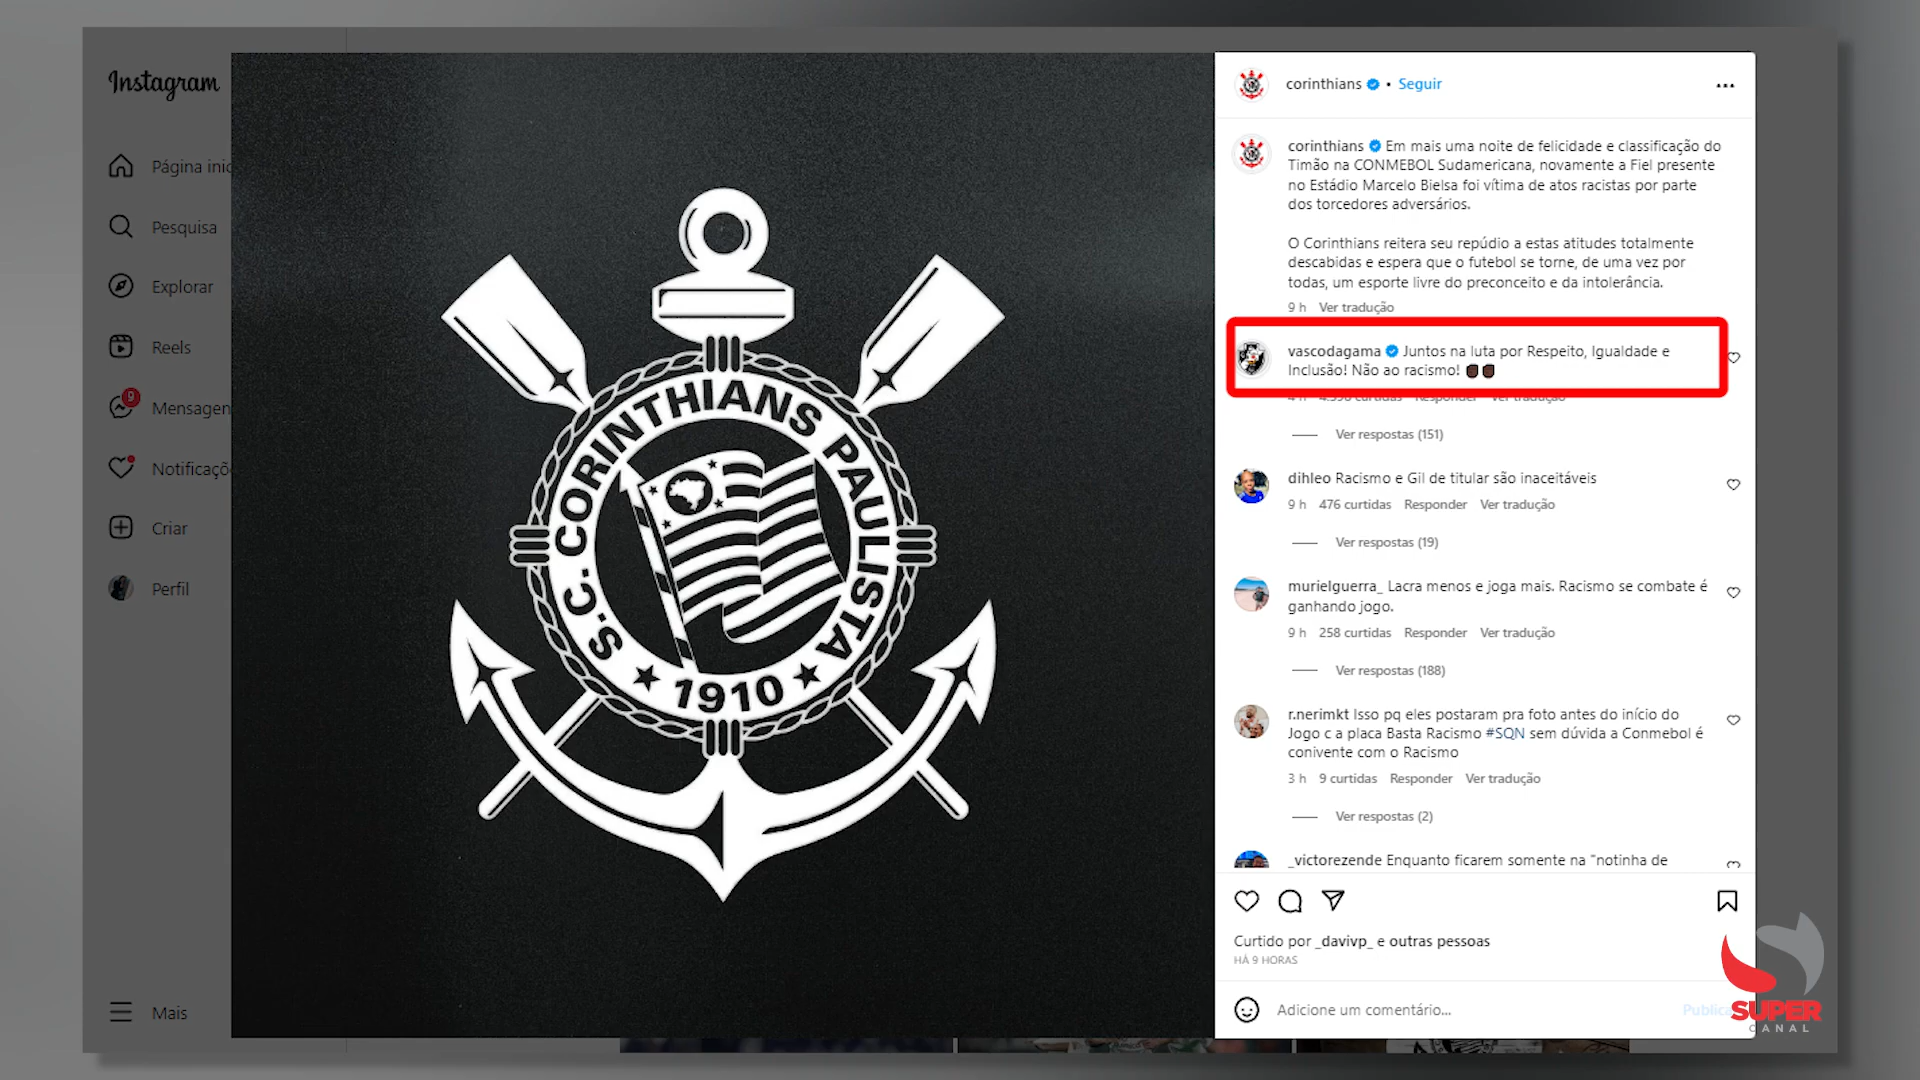 Instagram
Página inic
Pesquisa
Explorar
Reels
9
Mensagen
Notificaçõ
Criar
Perfil
Mais
S.C. CORINTHIANS PAULISTA
1910
corinthians • Seguir
corinthians Em mais uma noite de felicidade e classificação do
Timão na CONMEBOL Sudamericana, novamente a Fiel presente
no Estádio Marcelo Bielsa foi vítima de atos racistas por parte
dos torcedores adversários.
O Corinthians reitera seu repúdio a estas atitudes totalmente
descabidas e espera que o futebol se torne, de uma vez por
todas, um esporte livre do preconceito e da intolerância.
9 h Ver tradução
vascodagama Juntos na luta por Respeito, Igualdade e
Inclusão! Não ao racismo!
curtidas Responder Ver tradução
Ver respostas (151)
dihleo Racismo e Gil de titular são inaceitáveis
9 h 476 curtidas Responder Ver tradução
Ver respostas (19)
murielguerra_ Lacra menos e joga mais. Racismo se combate é
ganhando jogo.
9 h 258 curtidas Responder Ver tradução
Ver respostas (188)
r.nerimkt Isso pq eles postaram pra foto antes do início do
Jogo c a placa Basta Racismo #SQN sem dúvida a Conmebol é
conivente com o Racismo
3 h 9 curtidas Responder Ver tradução
Ver respostas (2)
_victorezende Enquanto ficarem somente na "notinha de
Curtido por _davivp_ e outras pessoas
HÁ 9 HORAS
Adicione um comentário...
Publica
SUPER
CANAL